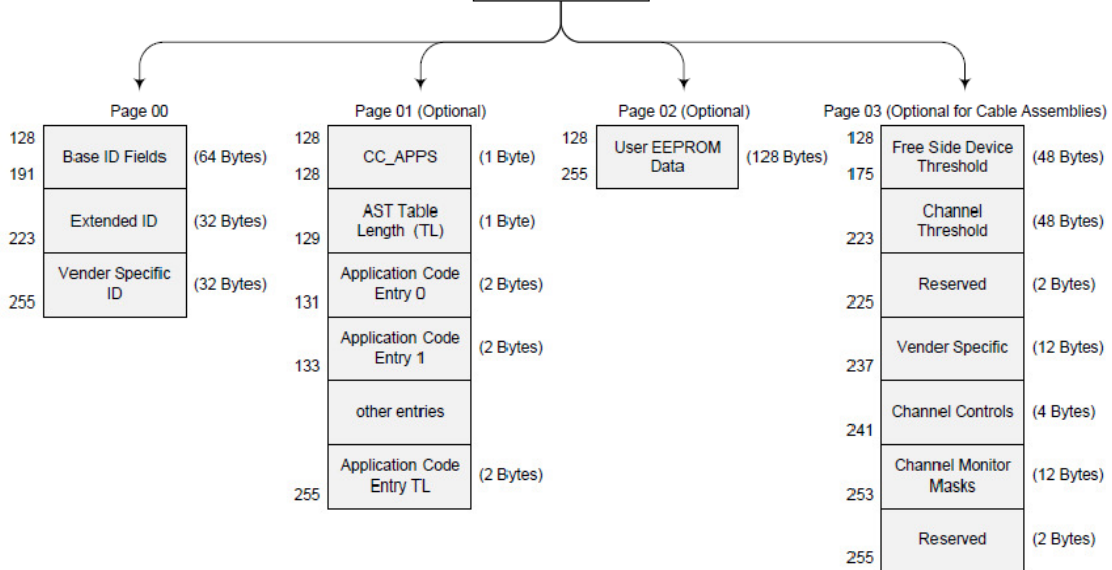 Page 00
128
Base ID Fields
(64 Bytes)
191
Extended ID
(32 Bytes)
223
Vender Specific
ID
(32 Bytes)
255
Page 01 (Optional)
128
CC_APPS
(1 Byte)
128
AST Table
Length (TL)
(1 Byte)
129
Application Code
Entry 0
(2 Bytes)
131
Application Code
Entry 1
(2 Bytes)
133
other entries
Application Code
Entry TL
(2 Bytes)
255
Page 02 (Optional)
128
User EEPROM
Data
(128 Bytes)
255
Page 03 (Optional for Cable Assemblies)
128
Free Side Device
Threshold
(48 Bytes)
175
Channel
Threshold
(48 Bytes)
223
Reserved
(2 Bytes)
225
Vender Specific
(12 Bytes)
237
Channel Controls
(4 Bytes)
241
Channel Monitor
Masks
(12 Bytes)
253
Reserved
(2 Bytes)
255